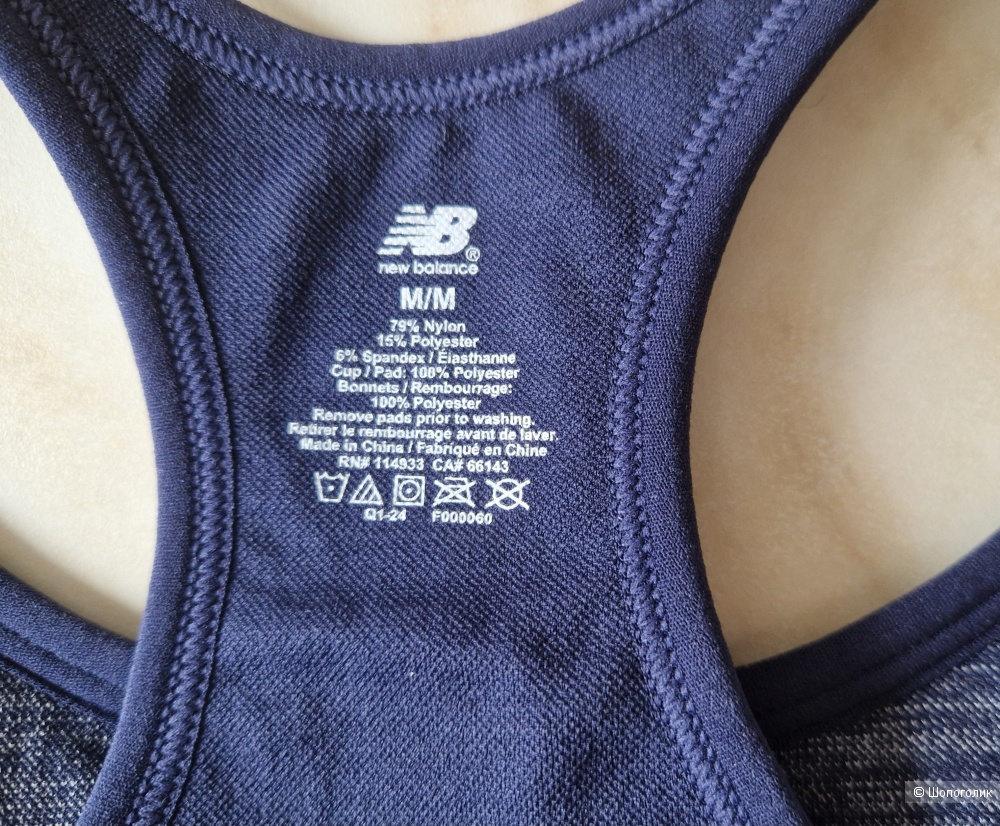 NB®
new balance
M/M
79% Nylon
15% Polyester
6% Spandex / Élasthanne
Cup / Pad: 100% Polyester
Bonnets / Rembourrage:
100% Polyester
Remove pads prior to washing.
Retirer le rembourrage avant de laver.
Made in China / Fabriqué en Chine
RN# 114933 CA# 66143
Q1-24 F000060
© Шопоголик